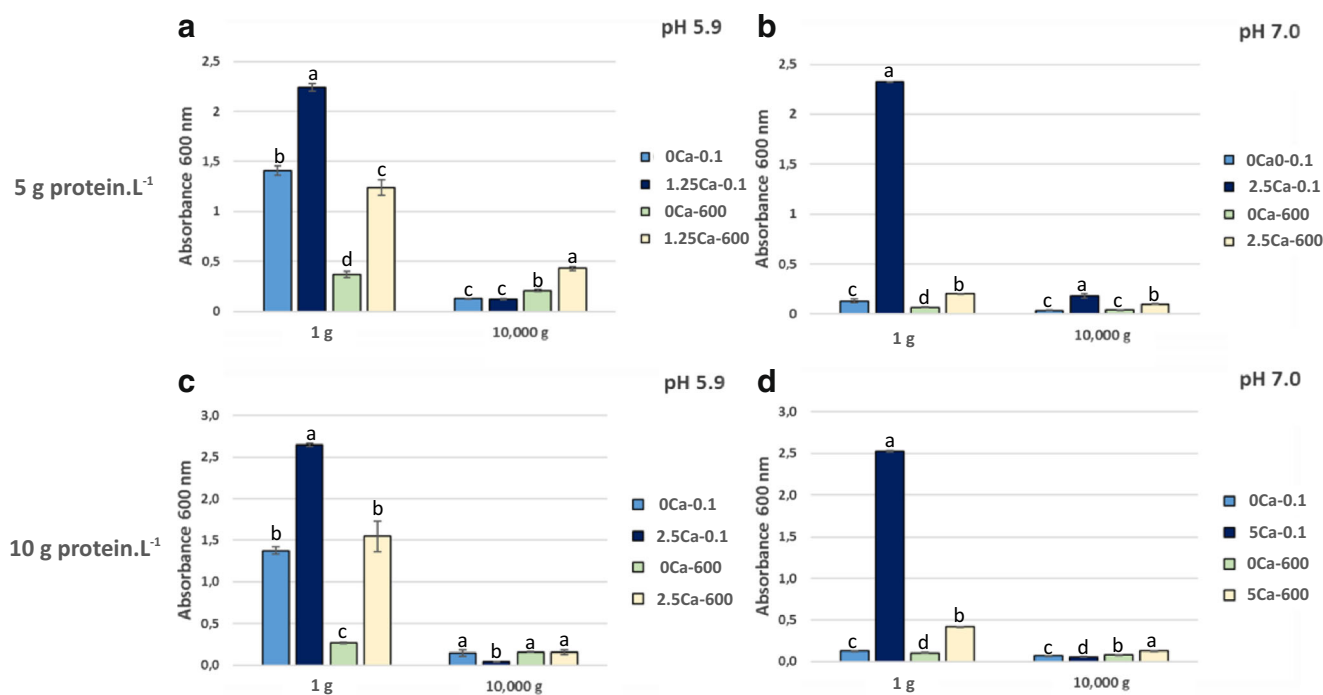 a
pH 5.9
Absorbance 600 nm
2,5
2
1,5
1
0,5
0
b
a
d
c
c
c
b
a
1 g
10,000 g
0Ca-0.1
1.25Ca-0.1
0Ca-600
1.25Ca-600
5 g protein.L-1
b
pH 7.0
Absorbance 600 nm
2,5
2
1,5
1
0,5
0
c
a
d
b
c
a
c
b
1 g
10,000 g
0Ca0-0.1
2.5Ca-0.1
0Ca-600
2.5Ca-600
c
pH 5.9
Absorbance 600 nm
3,0
2,5
2,0
1,5
1,0
0,5
0,0
b
a
c
b
a
b
a
a
1 g
10,000 g
0Ca-0.1
2.5Ca-0.1
0Ca-600
2.5Ca-600
10 g protein.L-1
d
pH 7.0
Absorbance 600 nm
3,0
2,5
2,0
1,5
1,0
0,5
0,0
c
a
d
b
c
d
b
a
1 g
10,000 g
0Ca-0.1
5Ca-0.1
0Ca-600
5Ca-600